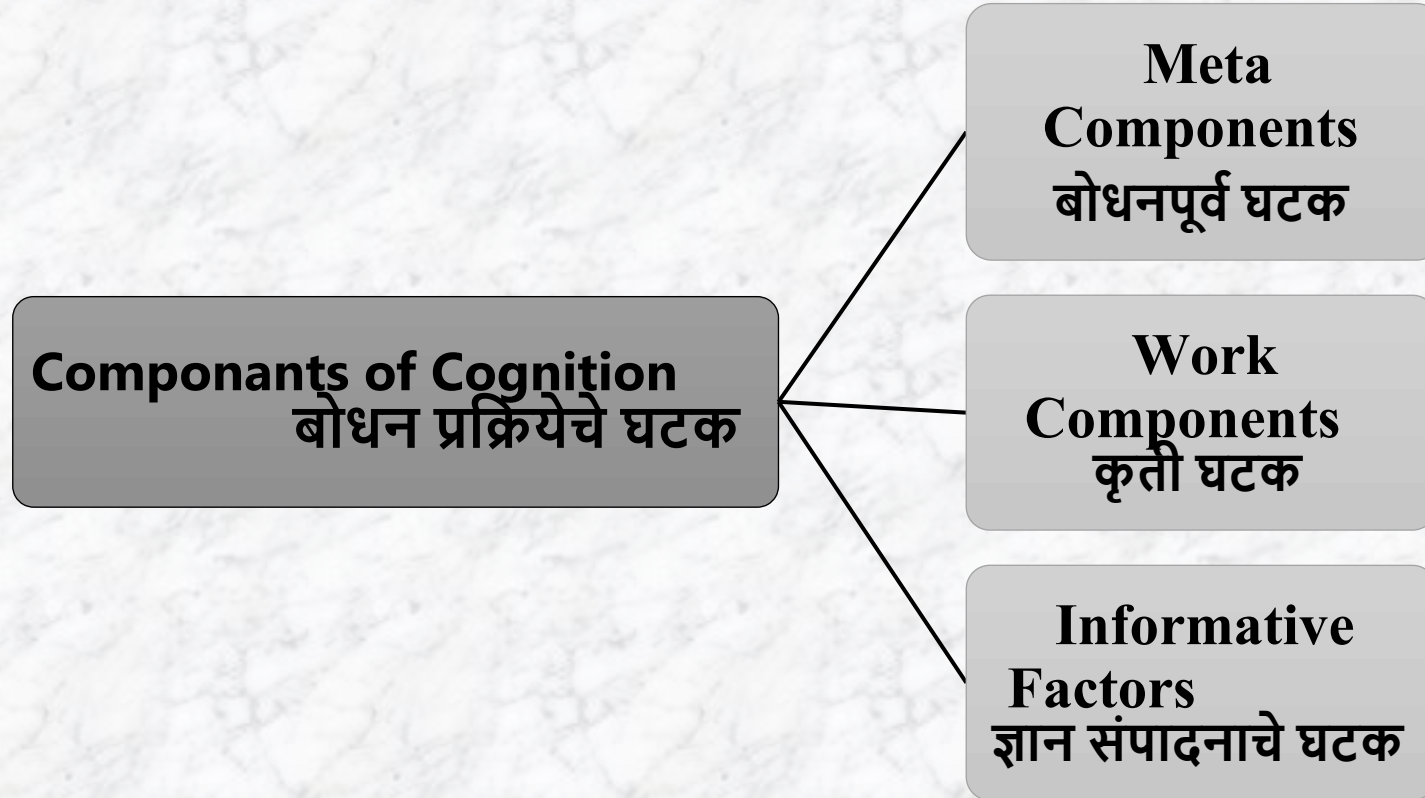 Componants of Cognition
बोधन प्रक्रियेचे घटक
Meta
Components
बोधनपूर्व घटक
Work
Components
कृती घटक
Informative
Factors
ज्ञान संपादनाचे घटक